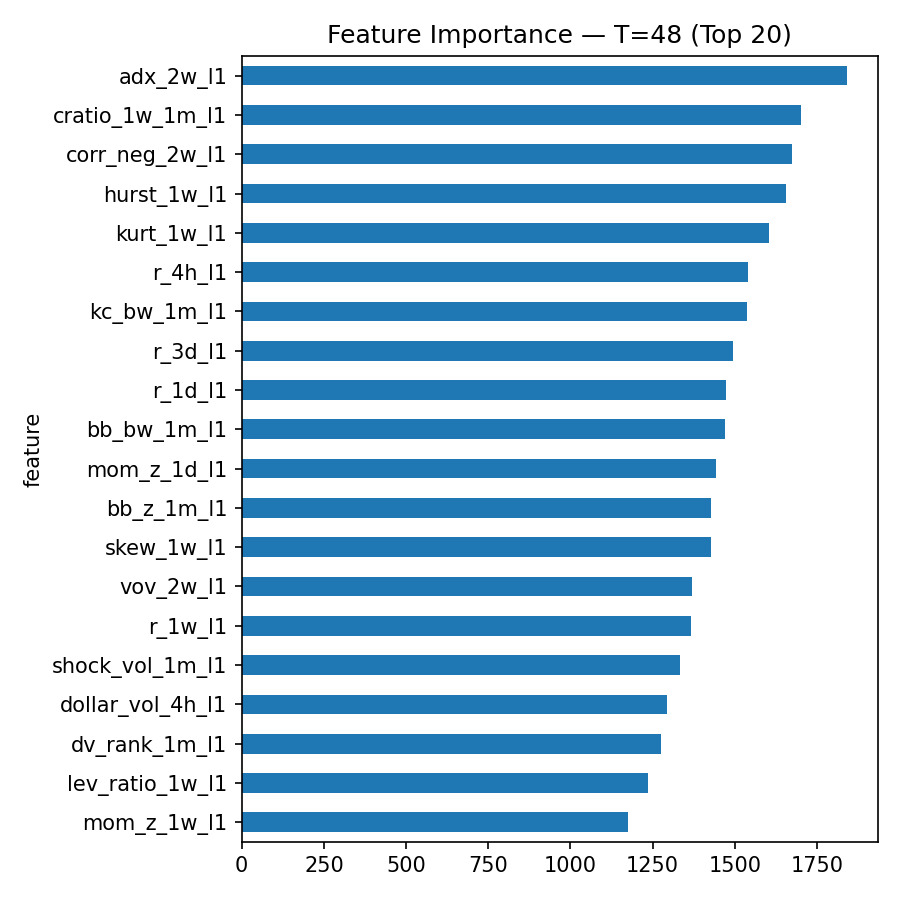 Feature Importance — T=48 (Top 20)
adx_2w_l1
cratio_1w_1m_l1
corr_neg_2w_l1
hurst_1w_l1
kurt_1w_l1
r_4h_l1
kc_bw_1m_l1
r_3d_l1
r_1d_l1
bb_bw_1m_l1
mom_z_1d_l1
bb_z_1m_l1
skew_1w_l1
vov_2w_l1
r_1w_l1
shock_vol_1m_l1
dollar_vol_4h_l1
dv_rank_1m_l1
lev_ratio_1w_l1
mom_z_1w_l1
feature
0 250 500 750 1000 1250 1500 1750